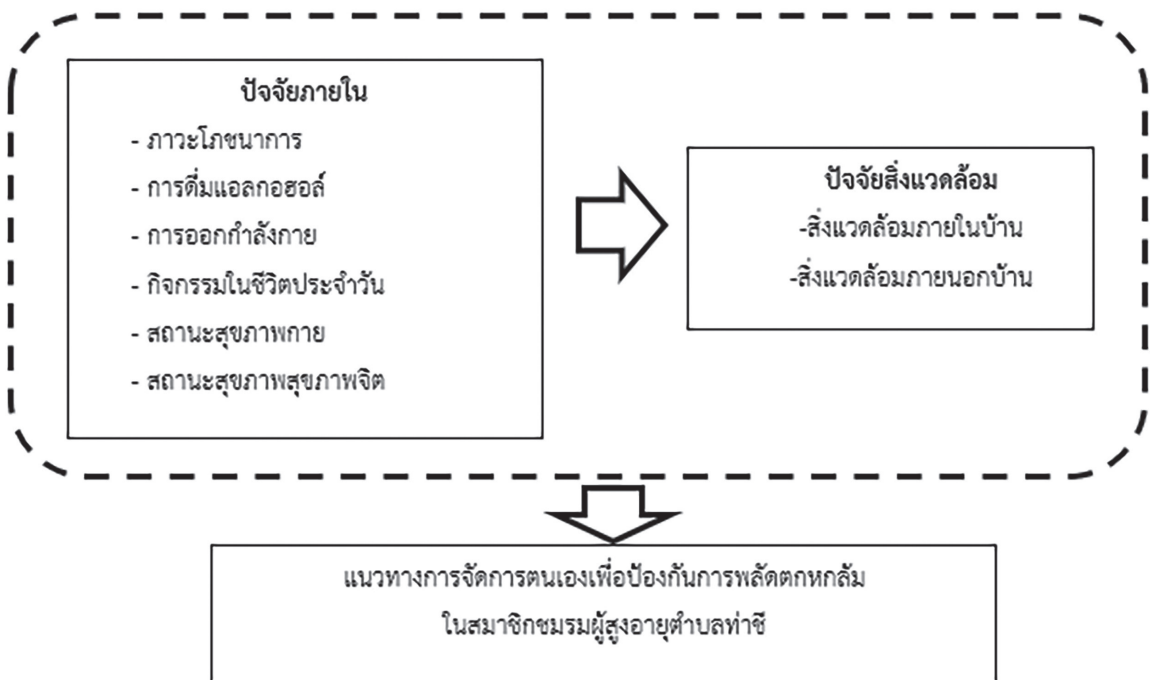 ปัจจัยภายใน
- ภาวะโภชนาการ
- การดื่มแอลกอฮอล์
- การออกกำลังกาย
- กิจกรรมในชีวิตประจำวัน
- สถานะสุขภาพกาย
- สถานะสุขภาพสุขภาพจิต
ปัจจัยสิ่งแวดล้อม
-สิ่งแวดล้อมภายในบ้าน
-สิ่งแวดล้อมภายนอกบ้าน
แนวทางการจัดการตนเองเพื่อป้องกันการพลัดตกหกล้ม
ในสมาชิกชมรมผู้สูงอายุตำบลท่าชี